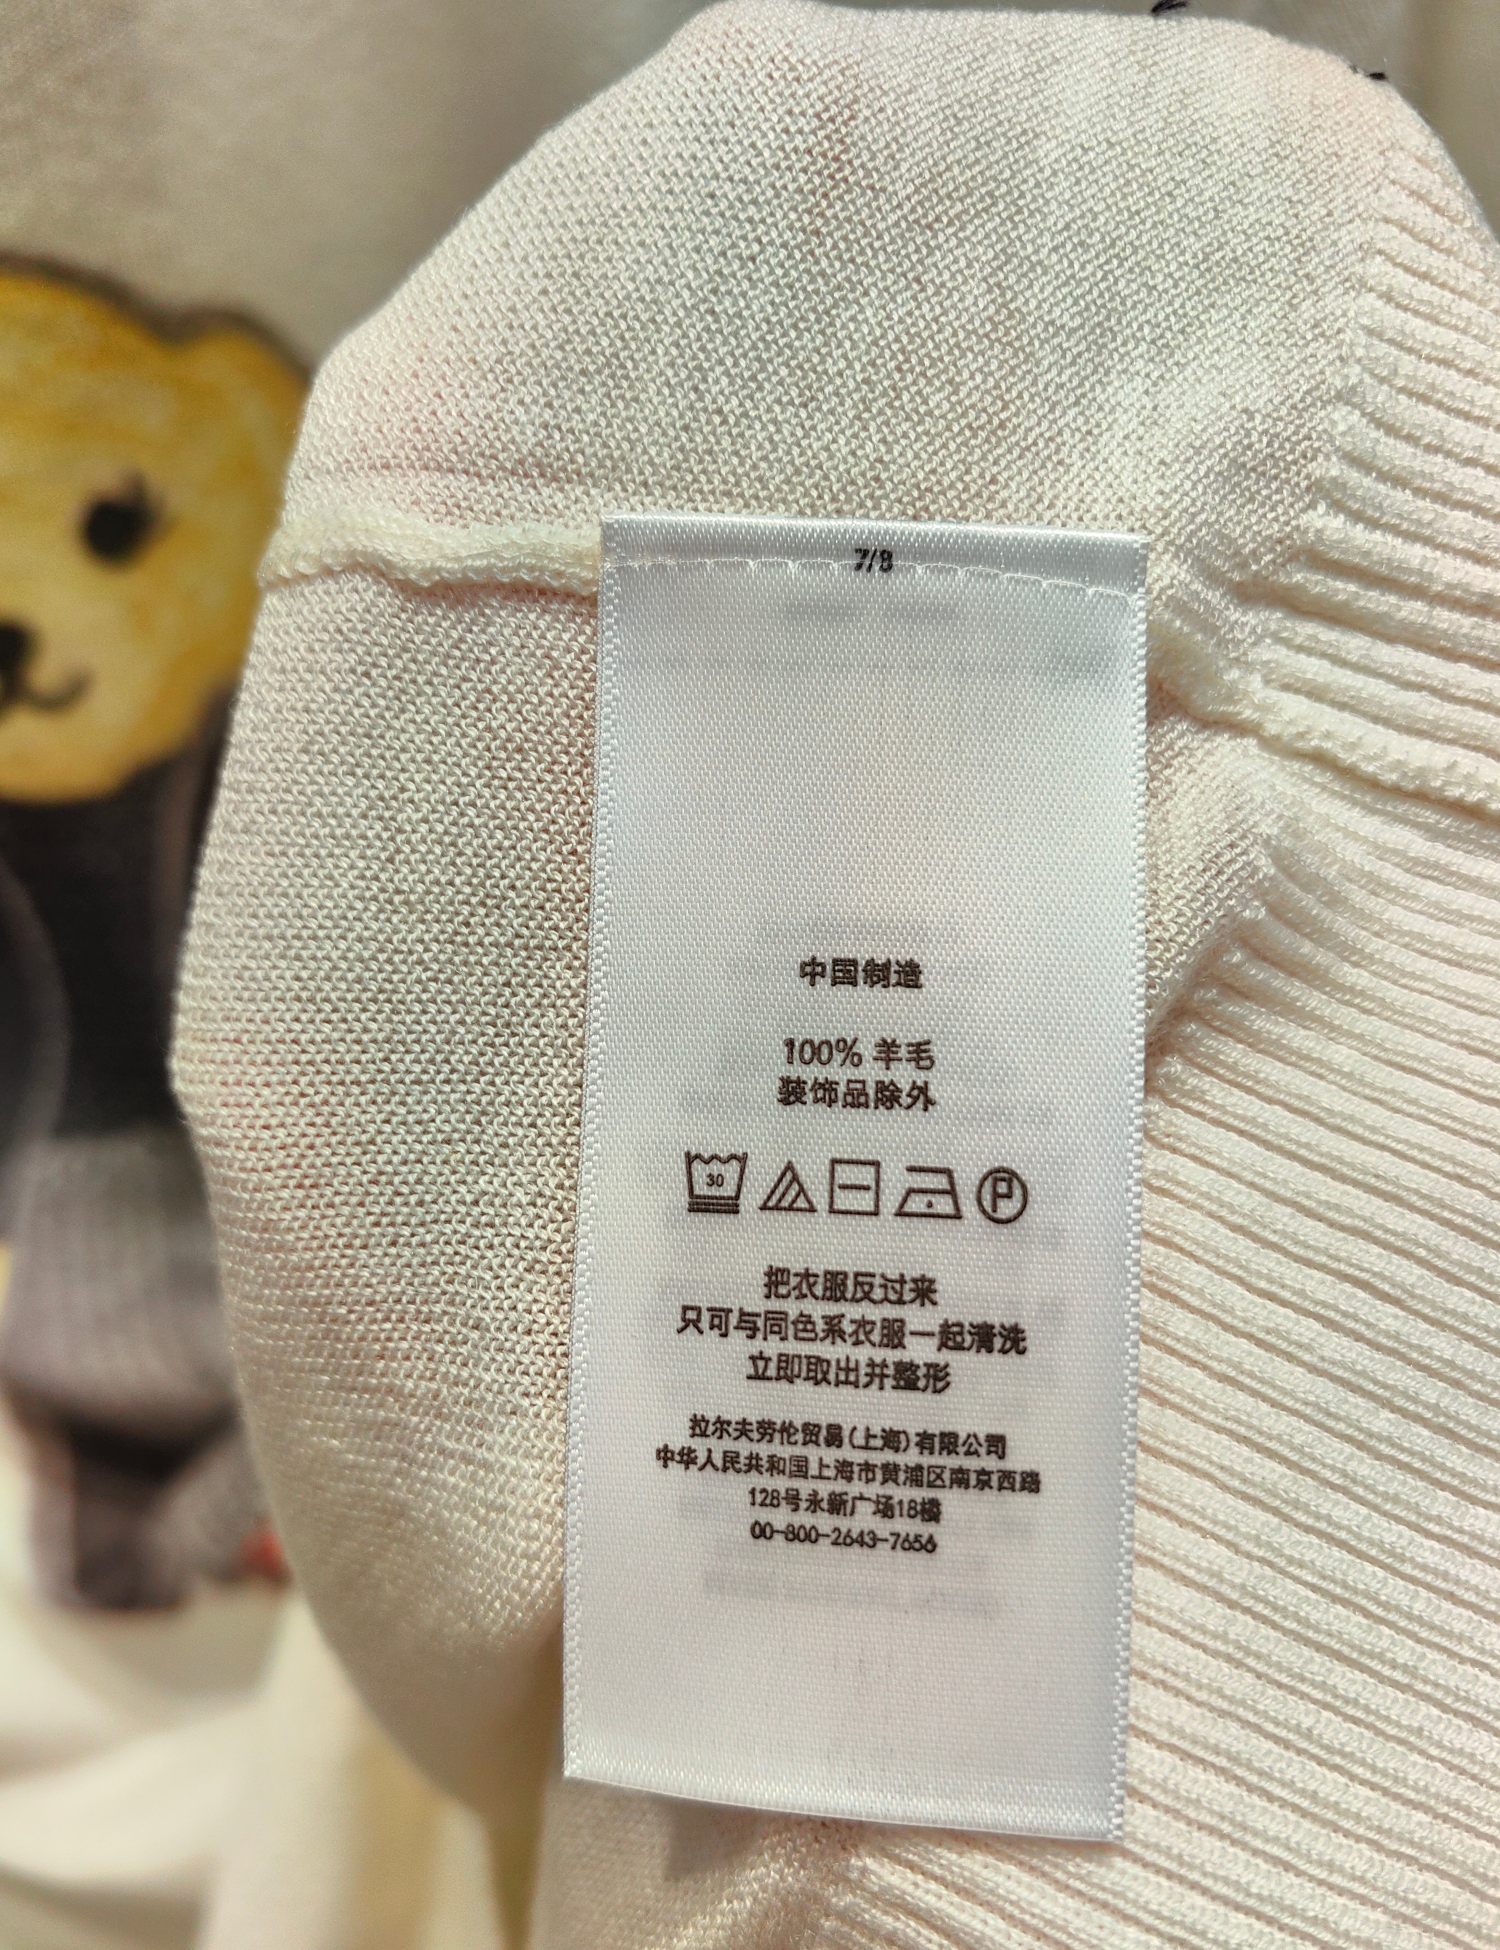 7/8
中国制造
100% 羊毛
装饰品除外
30
P
把衣服反过来
只可与同色系衣服一起清洗
立即取出并整形
拉尔夫劳伦贸易(上海)有限公司
中华人民共和国上海市黄浦区南京西路
128号永新广场18楼
00-800-2643-7656